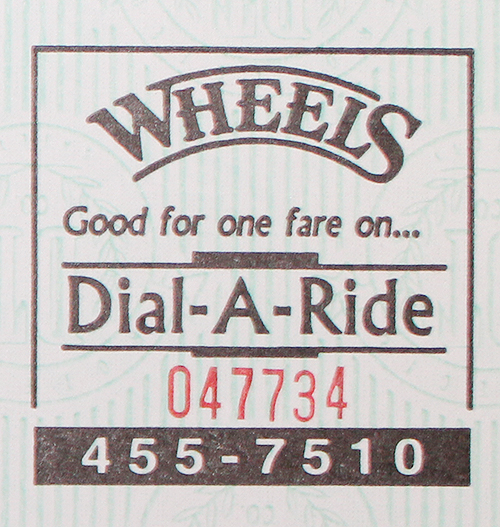 WHEELS
Good for one fare on...
Dial-A-Ride
047734
455-7510